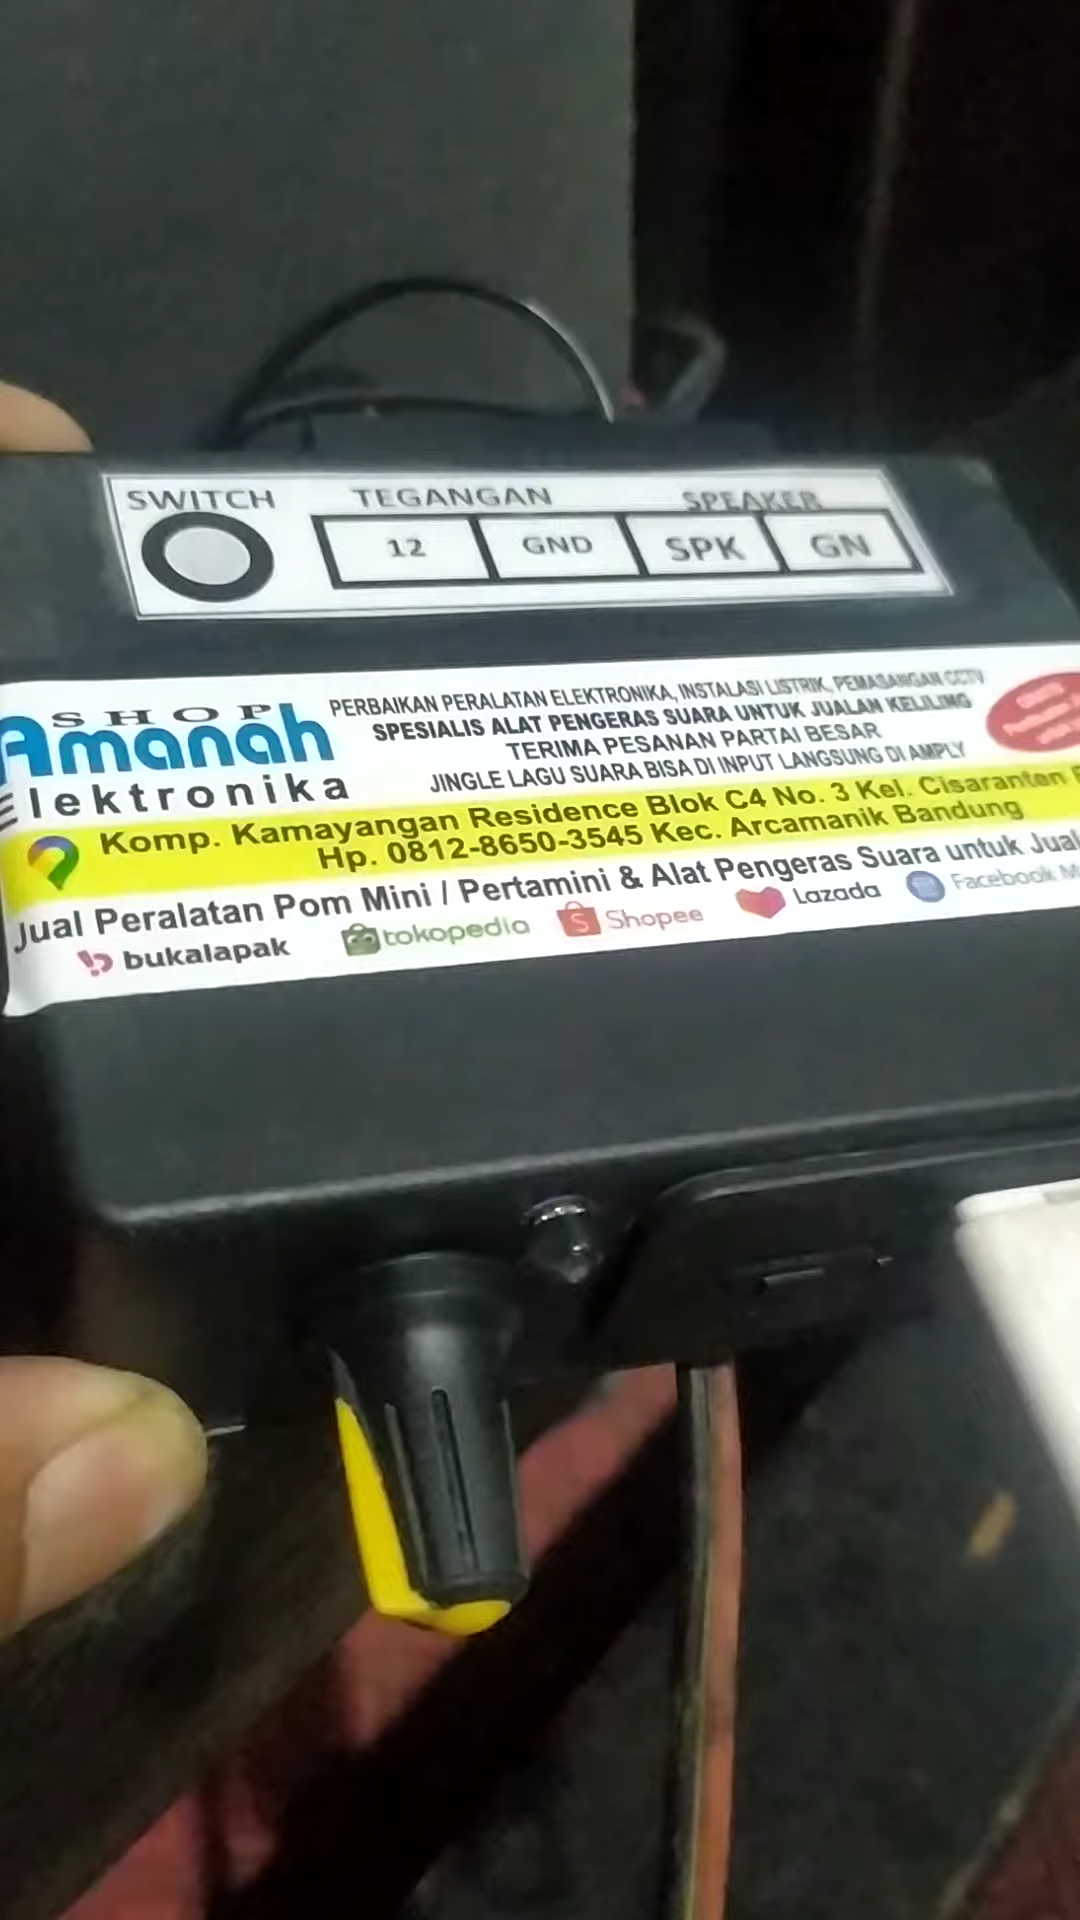 SWITCH TEGANGAN SPEAKER
12 GND SPK GN
SHOP
Amanah
Elektronika
PERBAIKAN PERALATAN ELEKTRONIKA, INSTALASI LISTRIK, PEMASANGAN CCTV
SPESIALIS ALAT PENGERAS SUARA UNTUK JUALAN KELILING
TERIMA PESANAN PARTAI BESAR
JINGLE LAGU SUARA BISA DI INPUT LANGSUNG DI AMPLY
Komp. Kamayangan Residence Blok C4 No. 3 Kel. Cisaranten
Hp. 0812-8650-3545 Kec. Arcamanik Bandung
Jual Peralatan Pom Mini / Pertamini & Alat Pengeras Suara untuk Jual
bukalapak tokopedia Shopee Lazada Facebook M